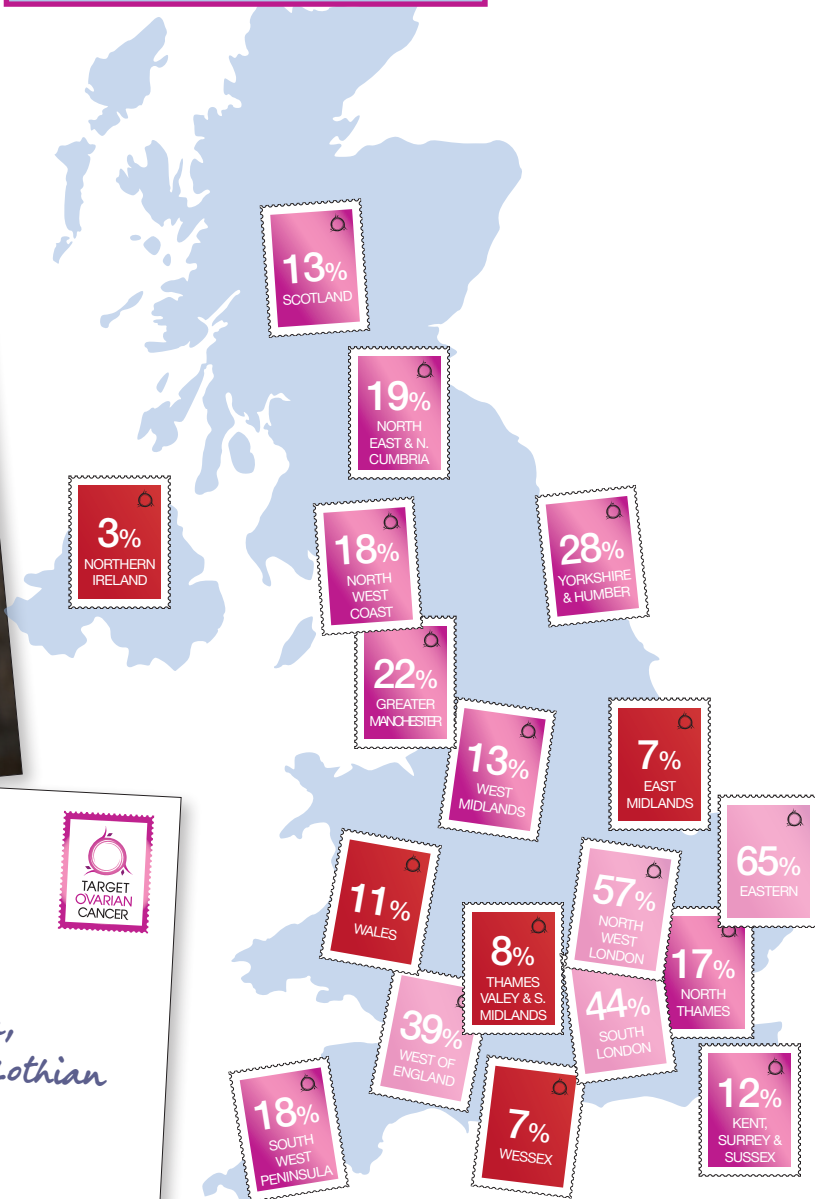 13%
SCOTLAND
19%
NORTH
EAST & N.
CUMBRIA
3%
NORTHERN
IRELAND
18%
NORTH
WEST
COAST
28%
YORKSHIRE
& HUMBER
22%
GREATER
MANCHESTER
13%
WEST
MIDLANDS
7%
EAST
MIDLANDS
65%
EASTERN
11%
WALES
57%
NORTH
WEST
LONDON
8%
THAMES
VALEY & S.
MIDLANDS
17%
NORTH
THAMES
39%
WEST OF
ENGLAND
44%
SOUTH
LONDON
18%
SOUTH
WEST
PENINSULA
7%
WESSEX
12%
KENT,
SURREY &
SUSSEX
TARGET
OVARIAN
CANCER
Lothian